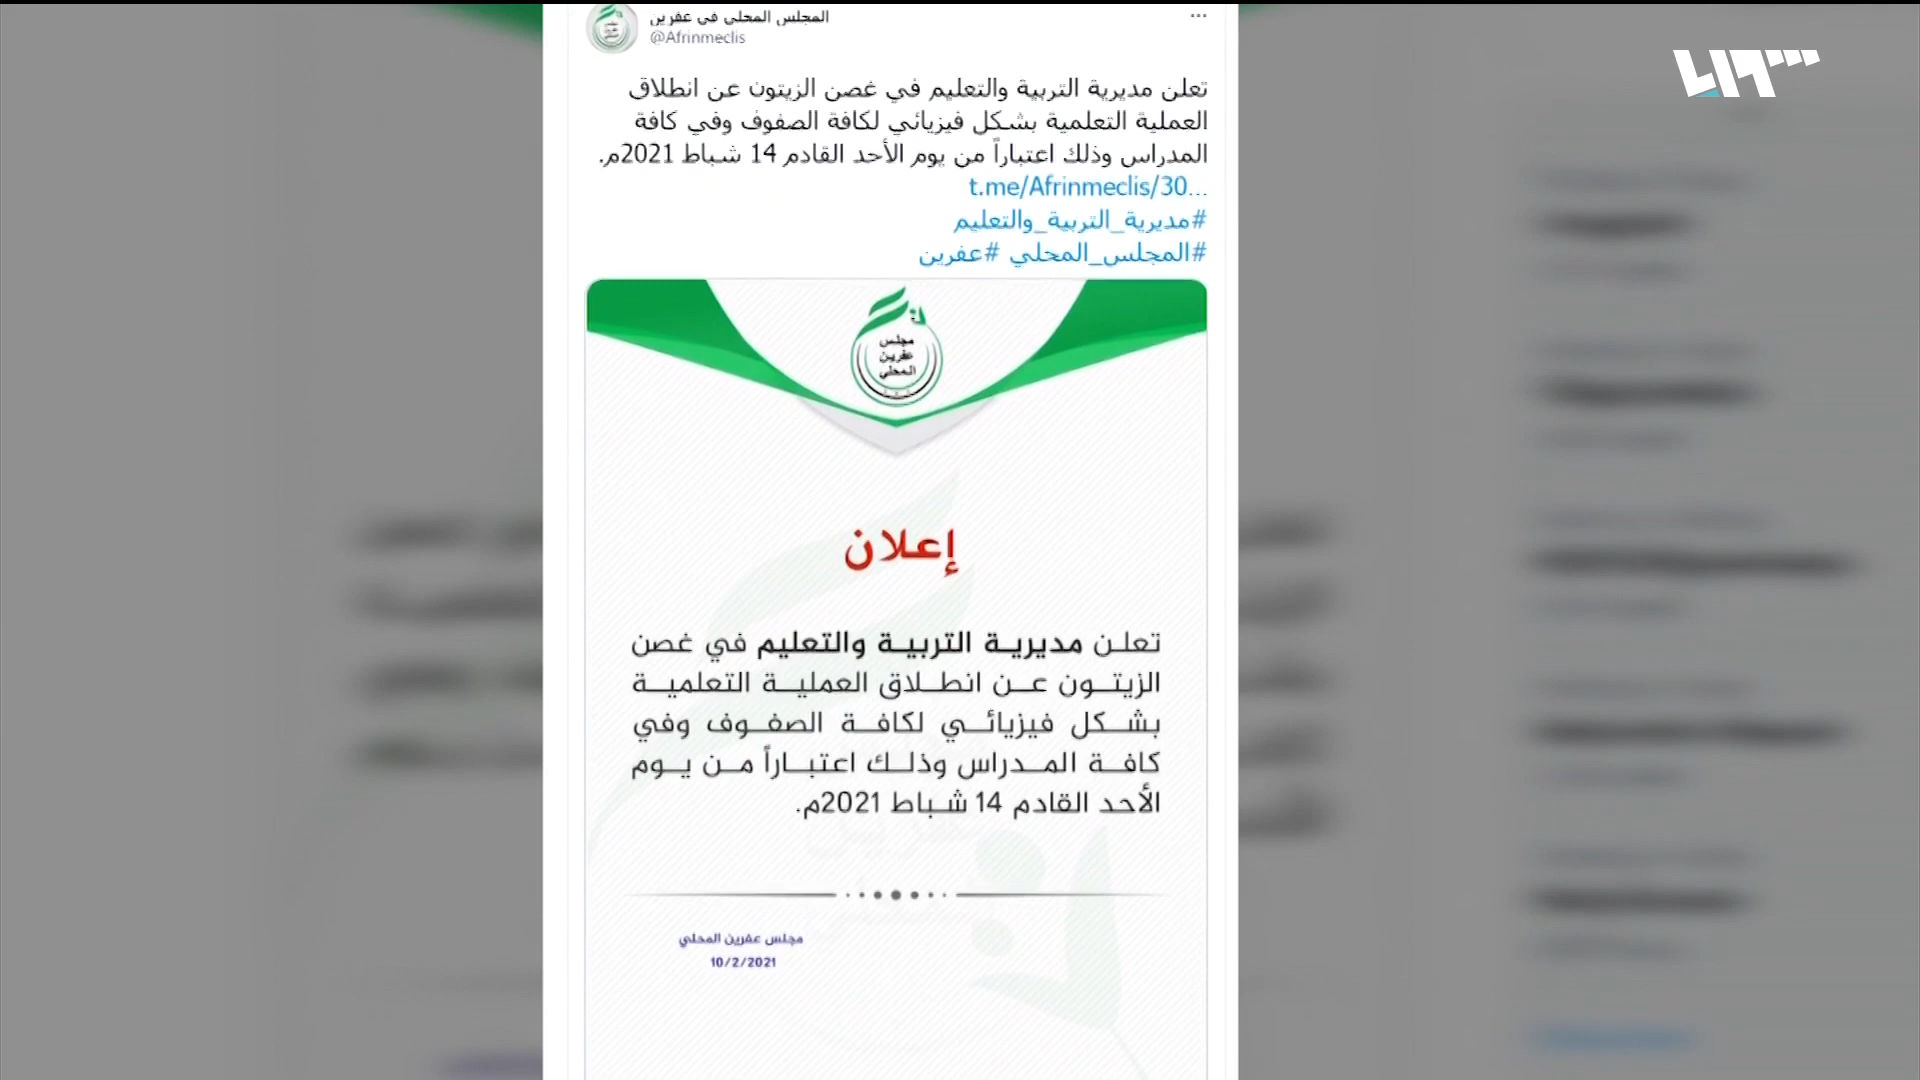 المجلس المحلي في عفرين
@Afrinmeclis
...
تعلن مديرية التربية والتعليم في غصن الزيتون عن انطلاق
العملية التعلمية بشكل فيزيائي لكافة الصفوف وفي كافة
المدراس وذلك اعتباراً من يوم الأحد القادم 14 شباط 2021م.
t.me/Afrinmeclis/30...
#مديرية_التربية_والتعليم
#المجلس_المحلي #عفرين
مجلس
عفرين
المحلي
إعلان
تعلن مديرية التربية والتعليم في غصن
الزيتون عن انطلاق العملية التعلمية
بشكل فيزيائي لكافة الصفوف وفي
كافة المدراس وذلك اعتباراً من يوم
الأحد القادم 14 شباط 2021م.
مجلس عفرين المحلي
10/2/2021